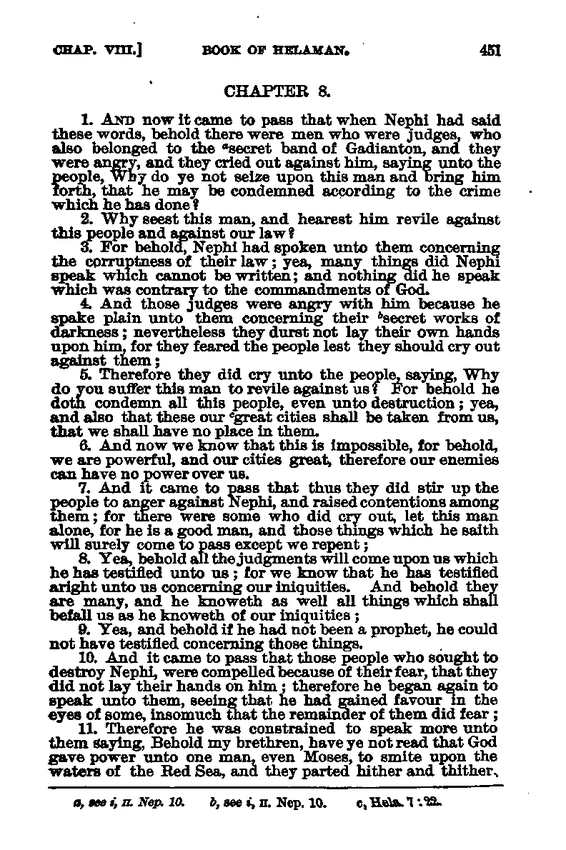 CHAP. VIII.] BOOK OF HELAMAN. 451
CHAPTER 8.
1. AND now it came to pass that when Nephi had said
these words, behold there were men who were judges, who
also belonged to the ᵃsecret band of Gadianton, and they
were angry, and they cried out against him, saying unto the
people, Why do ye not seize upon this man and bring him
forth, that he may be condemned according to the crime
which he has done?
2. Why seest this man, and hearest him revile against
this people and against our law?
3. For behold, Nephi had spoken unto them concerning
the corruptness of their law; yea, many things did Nephi
speak which cannot be written; and nothing did he speak
which was contrary to the commandments of God.
4. And those judges were angry with him because he
spake plain unto them concerning their ᵇsecret works of
darkness; nevertheless they durst not lay their own hands
upon him, for they feared the people lest they should cry out
against them;
5. Therefore they did cry unto the people, saying, Why
do you suffer this man to revile against us? For behold he
doth condemn all this people, even unto destruction; yea,
and also that these our ᶜgreat cities shall be taken from us,
that we shall have no place in them.
6. And now we know that this is impossible, for behold,
we are powerful, and our cities great, therefore our enemies
can have no power over us.
7. And it came to pass that thus they did stir up the
people to anger against Nephi, and raised contentions among
them; for there were some who did cry out, let this man
alone, for he is a good man, and those things which he saith
will surely come to pass except we repent;
8. Yea, behold all the judgments will come upon us which
he has testified unto us; for we know that he has testified
aright unto us concerning our iniquities. And behold they
are many, and he knoweth as well all things which shall
befall us as he knoweth of our iniquities;
9. Yea, and behold if he had not been a prophet, he could
not have testified concerning those things.
10. And it came to pass that those people who sought to
destroy Nephi, were compelled because of their fear, that they
did not lay their hands on him; therefore he began again to
speak unto them, seeing that he had gained favour in the
eyes of some, insomuch that the remainder of them did fear;
11. Therefore he was constrained to speak more unto
them saying, Behold my brethren, have ye not read that God
gave power unto one man, even Moses, to smite upon the
waters of the Red Sea, and they parted hither and thither,
a, see i, II. Nep. 10. b, see i, II. Nep. 10. c, Hela. 7:22.